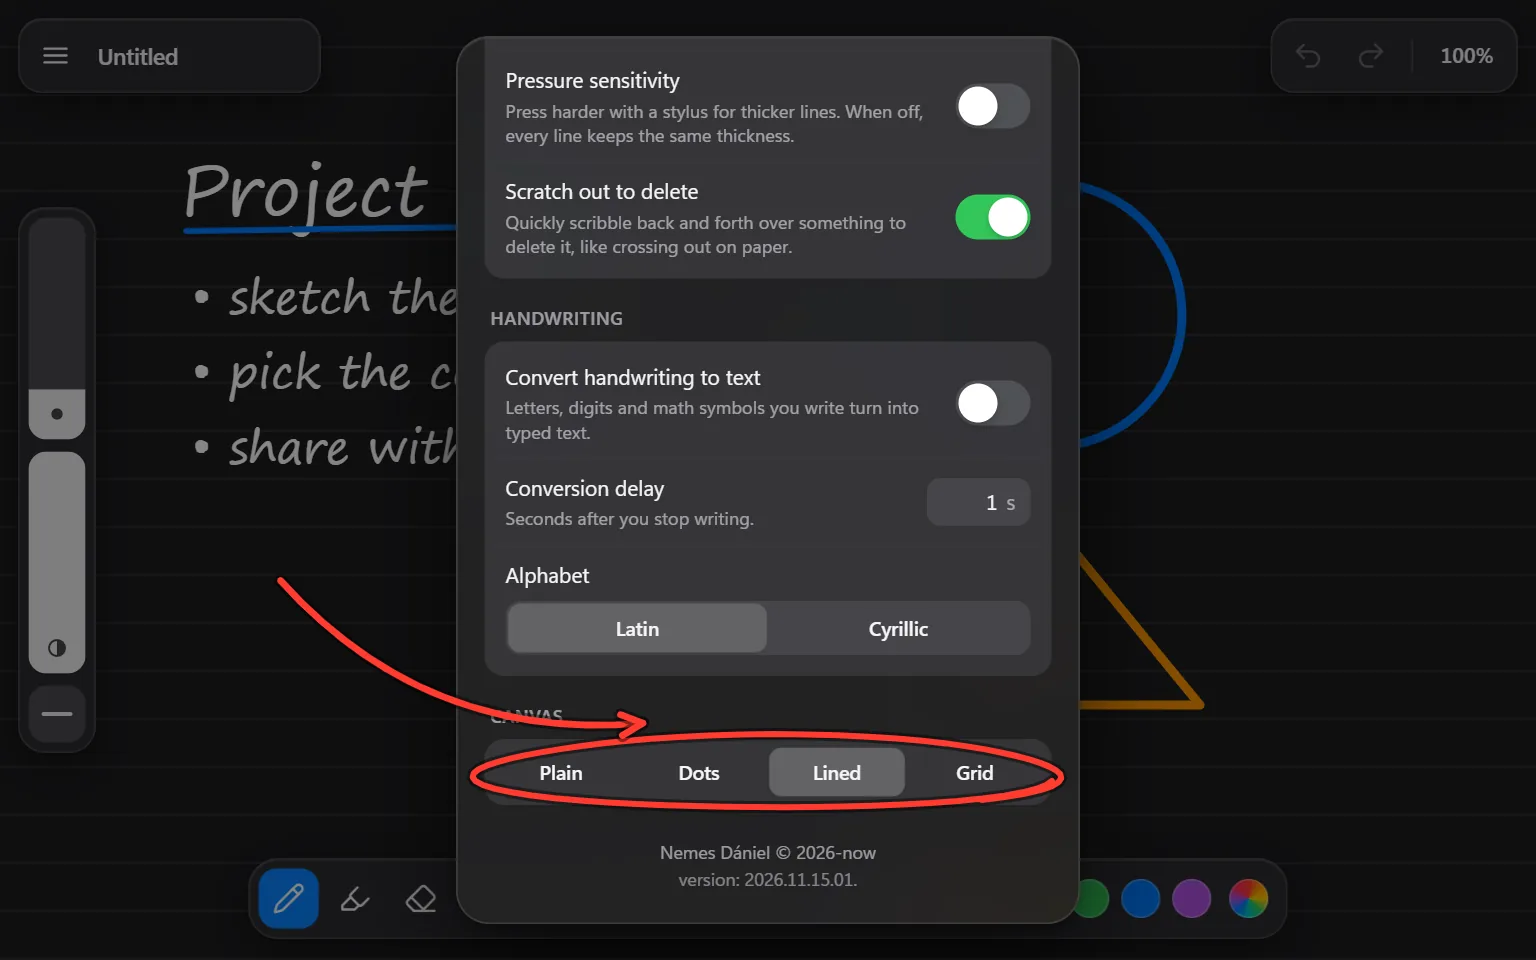 Untitled
100%
Project
• sketch the
• pick the
• share with
Pressure sensitivity
Press harder with a stylus for thicker lines. When off,
every line keeps the same thickness.
Scratch out to delete
Quickly scribble back and forth over something to
delete it, like crossing out on paper.
HANDWRITING
Convert handwriting to text
Letters, digits and math symbols you write turn into
typed text.
Conversion delay
1 s
Seconds after you stop writing.
Alphabet
Latin Cyrillic
CANVAS
Plain Dots Lined Grid
Nemes Dániel © 2026-now
version: 2026.11.15.01.